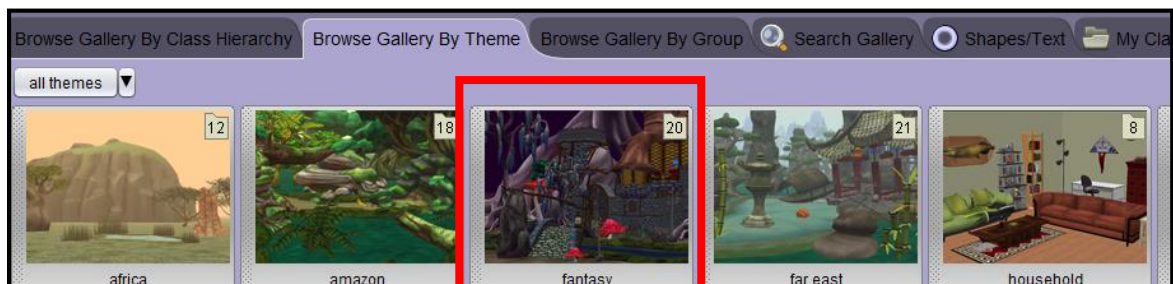 Browse Gallery By Class Hierarchy Browse Gallery By Theme Browse Gallery By Group Search Gallery Shapes/Text My Cla
all themes
12 18 20 21 8
africa amazon fantasy far east household